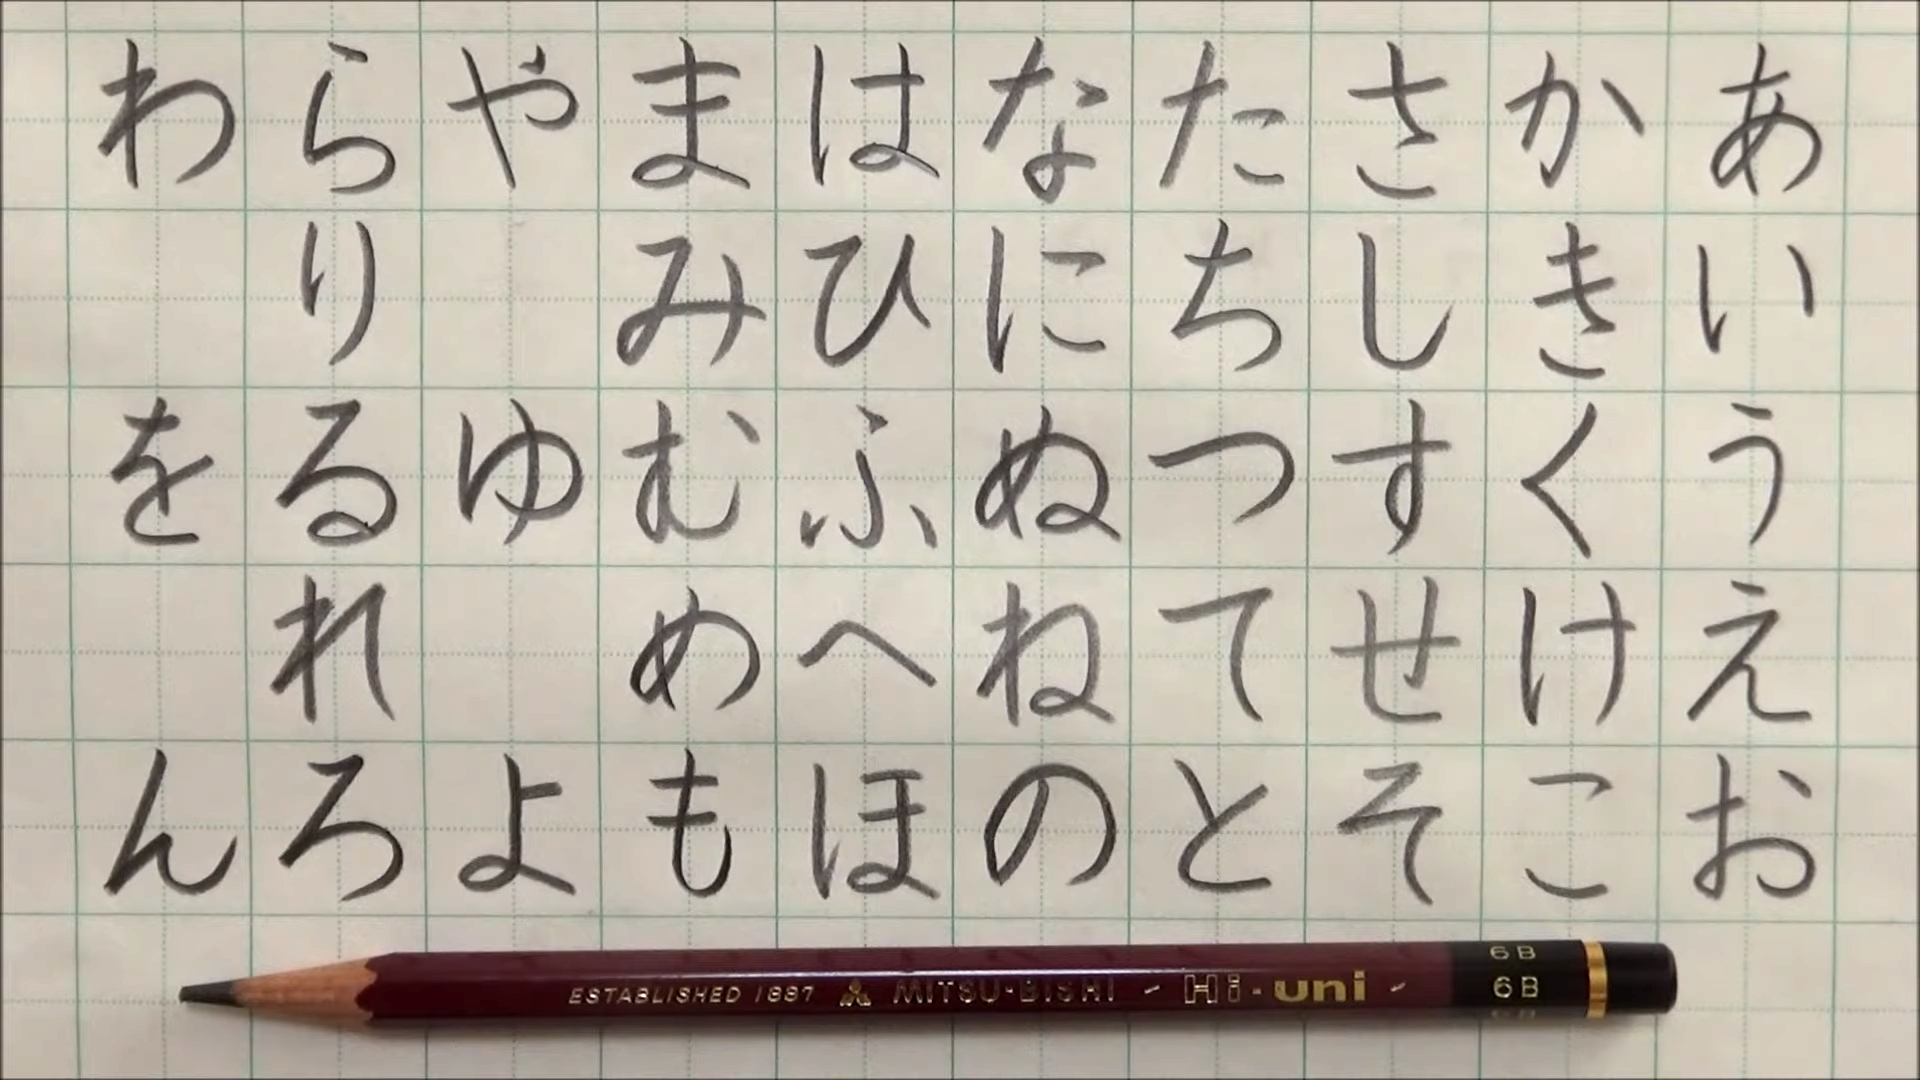 あいうえお
かきくけこ
さしすせそ
たちつてと
なにぬねの
はひふへほ
まみむめも
やゆよ
らりるれろ
わをん
ESTABLISHED 1887 MITSU-BISHI - Hi-uni -
6B
6B
6B